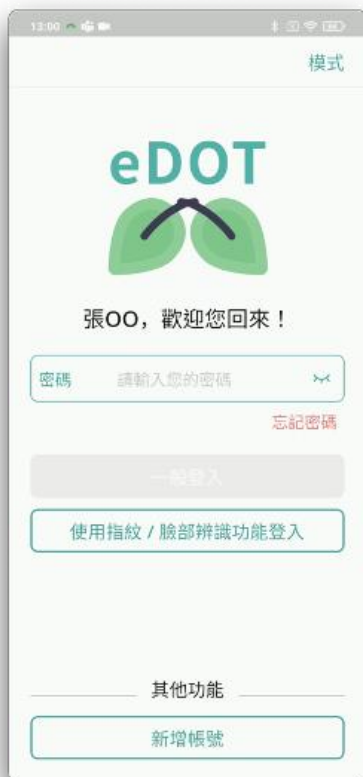 13:00
模式
eDOT
張OO，歡迎您回來！
密碼 請輸入您的密碼
忘記密碼
一般登入
使用指紋 / 臉部辨識功能登入
其他功能
新增帳號